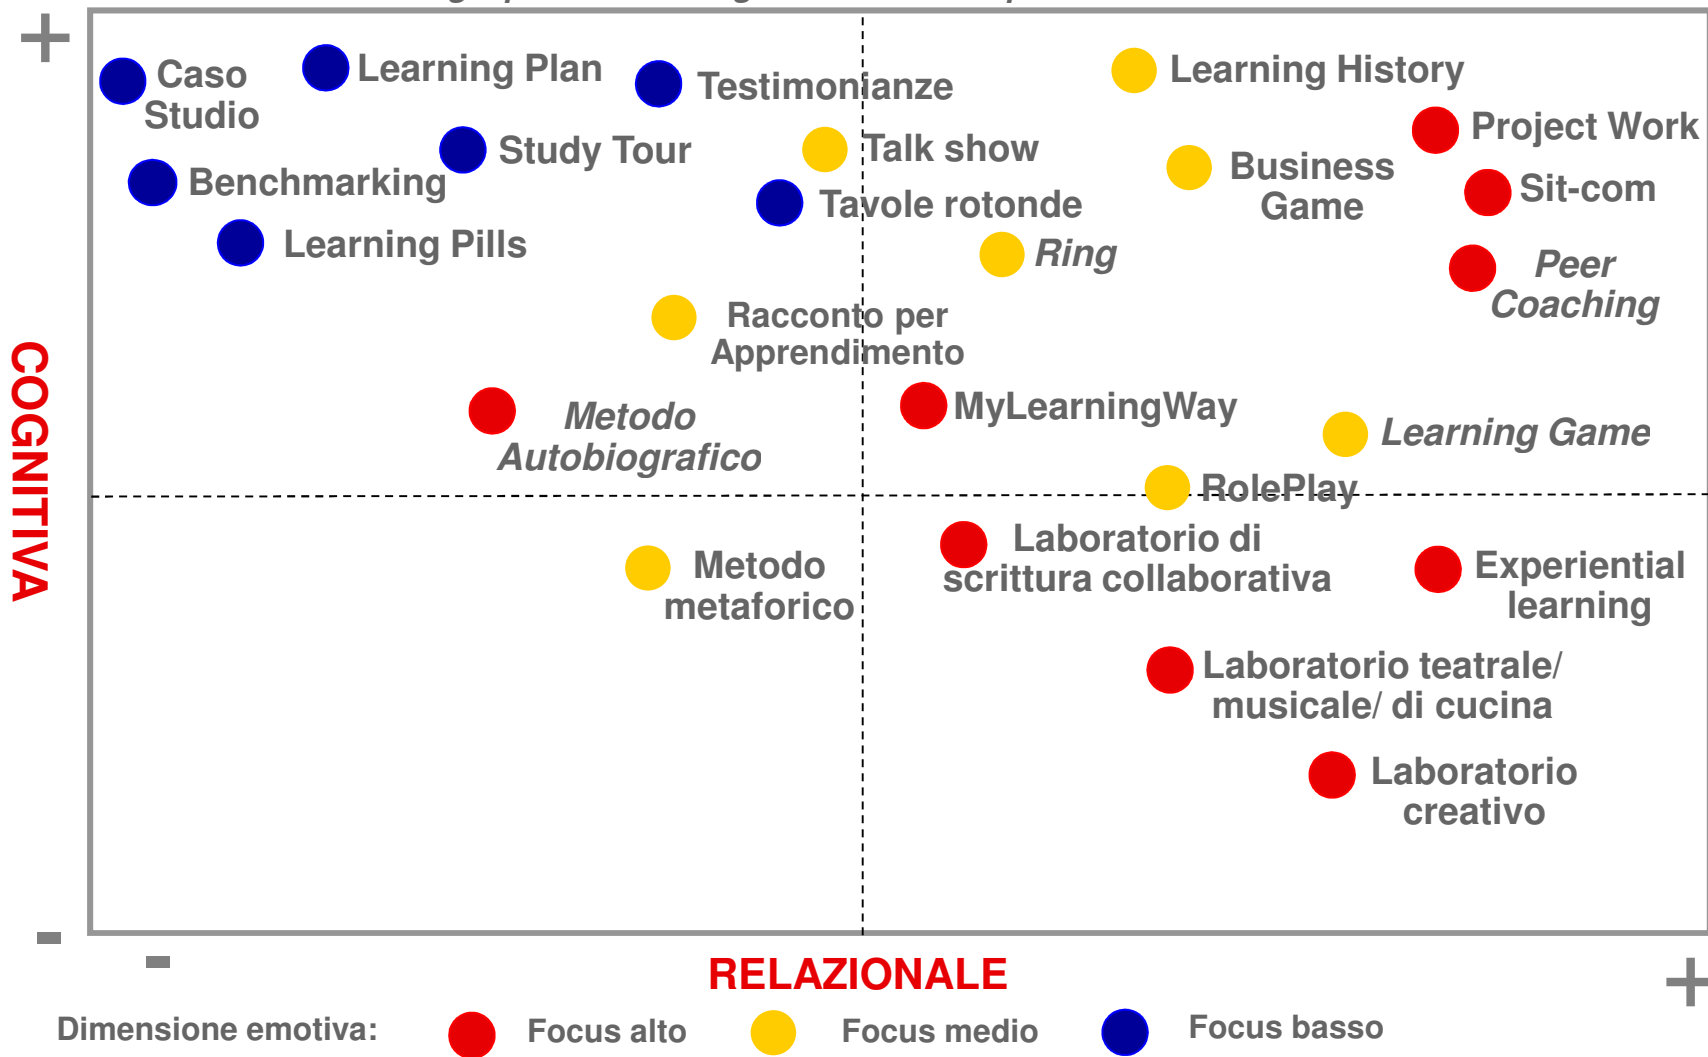 +
Caso
Studio
Learning Plan
Testimonianze
Learning History
Study Tour
Talk show
Project Work
Benchmarking
Tavole rotonde
Business
Game
Sit-com
Learning Pills
Ring
Peer
Coaching
Racconto per
Apprendimento
Metodo
Autobiografico
MyLearningWay
Learning Game
RolePlay
COGNITIVA
Metodo
metaforico
Laboratorio di
scrittura collaborativa
Experiential
learning
Laboratorio teatrale/
musicale/ di cucina
Laboratorio
creativo
-
-
RELAZIONALE
+
Dimensione emotiva:
Focus alto
Focus medio
Focus basso